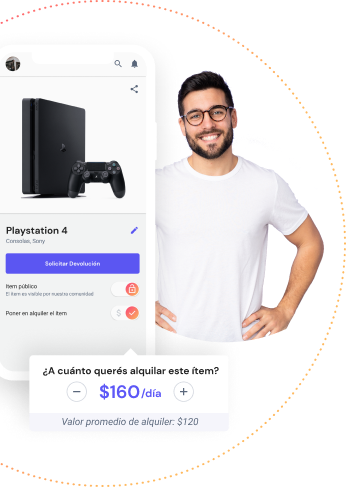 Playstation 4
Consolas, Sony
Solicitar Devolución
Item público
El item es visible por nuestra comunidad
Poner en alquiler el item
$
¿A cuánto querés alquilar este ítem?
− $160/día +
Valor promedio de alquiler: $120